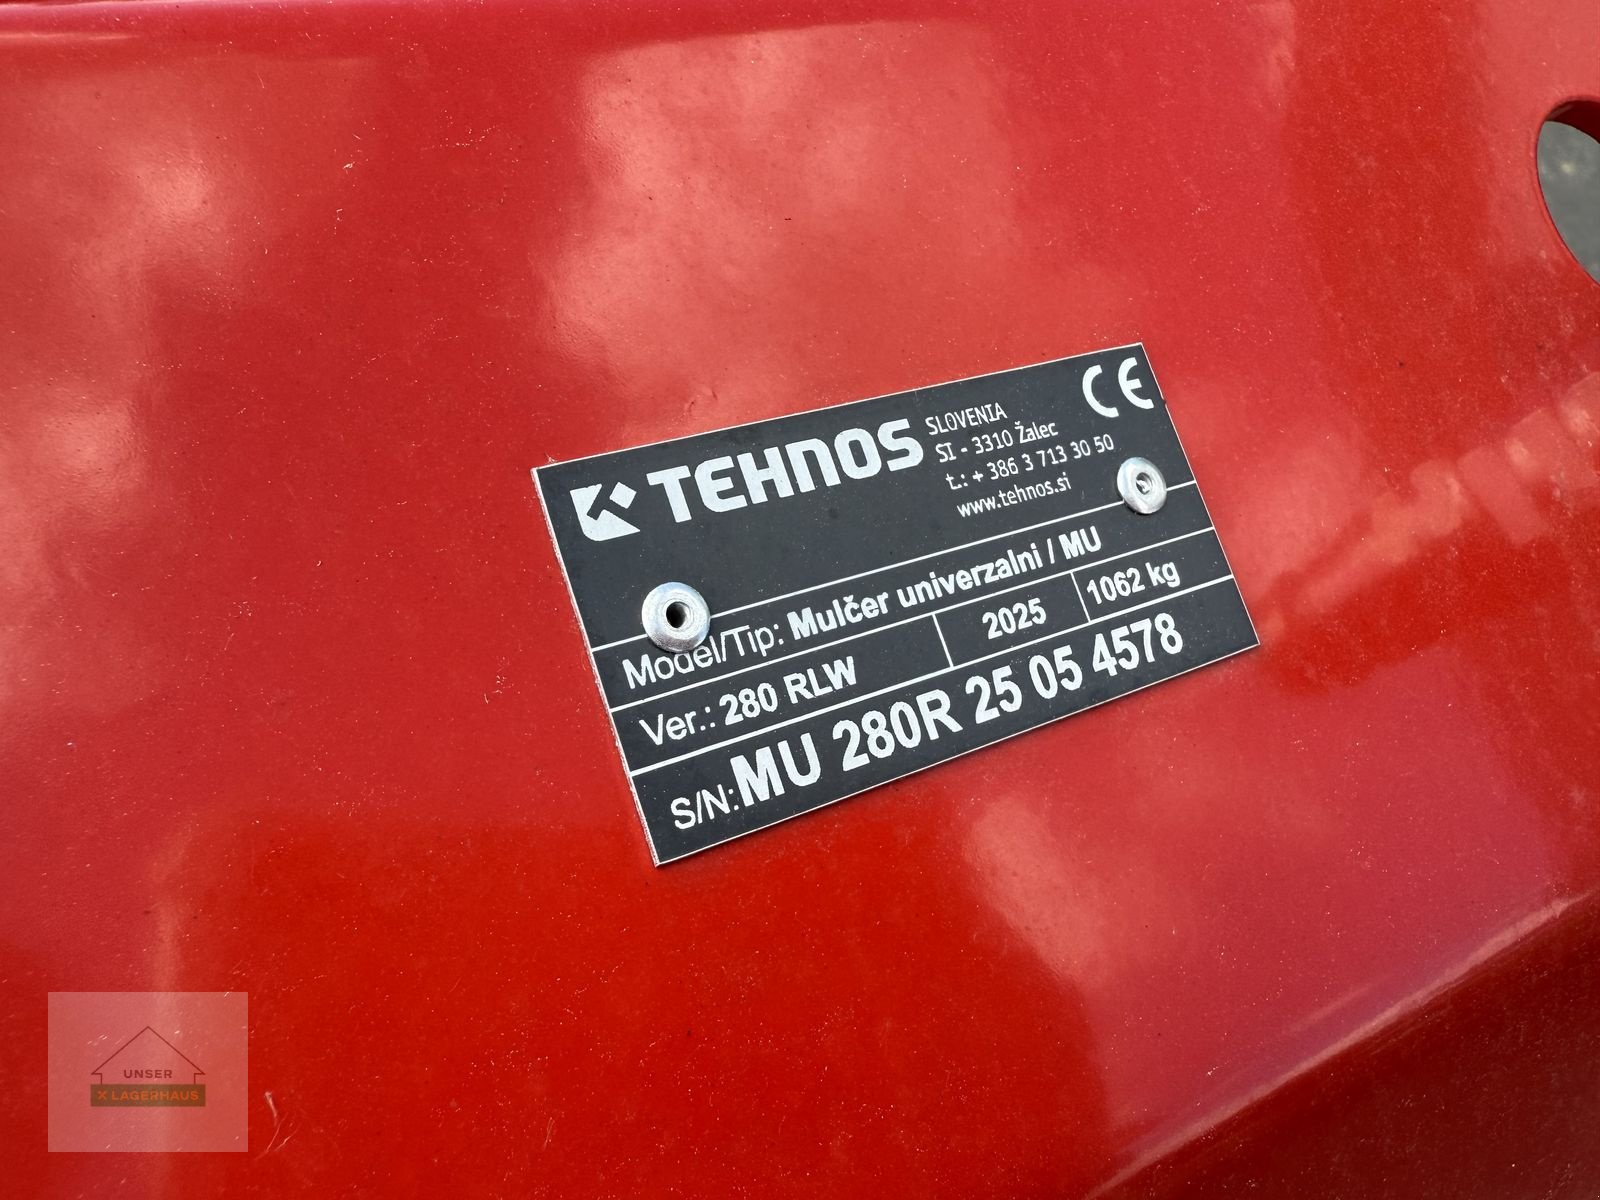 TEHNOS
SLOVENIA
SI - 3310 Žalec
t.: + 386 3 713 30 50
www.tehnos.si
CE
Model/Tip: Mulčer univerzalni / MU
Ver.: 280 RLW 2025 1062 kg
S/N: MU 280R 25 05 4578
UNSER
X LAGERHAUS